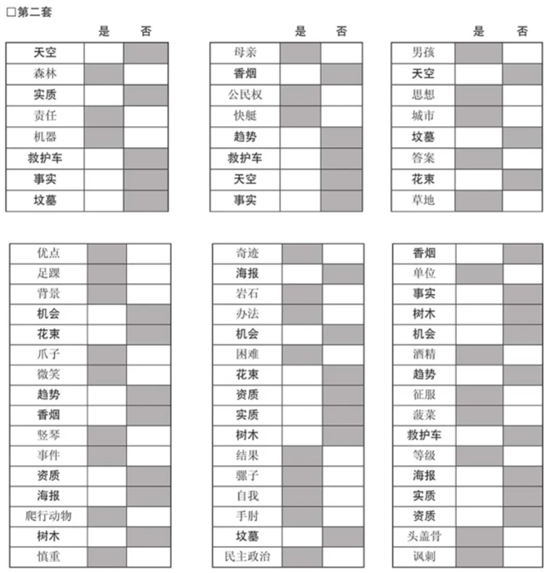 □第二套
是 否 是 否 是 否
天空 母亲 男孩
森林 香烟 天空
实质 公民权 思想
责任 快艇 城市
机器 趋势 坟墓
救护车 救护车 答案
事实 天空 花束
坟墓 事实 草地
优点 奇迹 香烟
足踝 海报 单位
背景 岩石 事实
机会 办法 树木
花束 机会 机会
爪子 困难 酒精
微笑 花束 趋势
趋势 资质 征服
香烟 实质 菠菜
竖琴 树木 救护车
事件 结果 等级
资质 骡子 海报
海报 自我 实质
爬行动物 手肘 资质
树木 坟墓 头盖骨
慎重 民主政治 讽刺